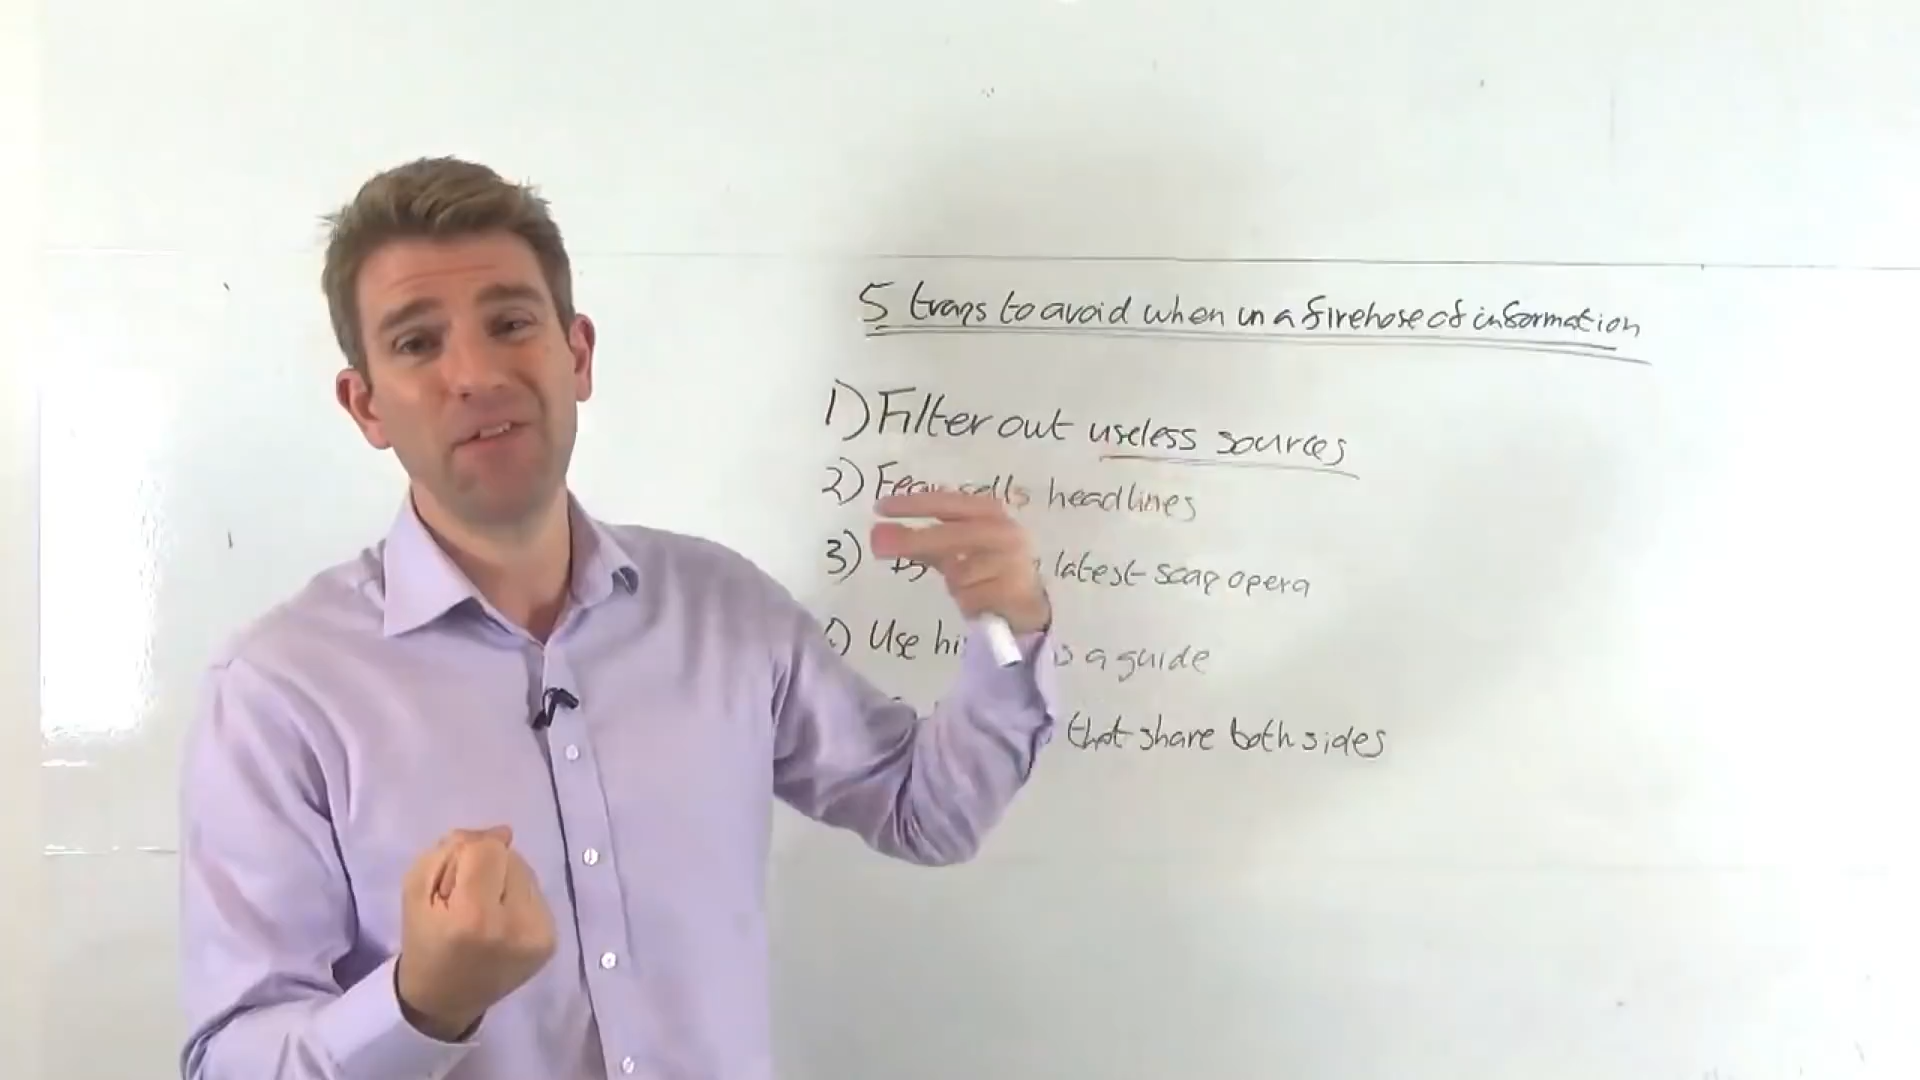 5 traps to avoid when in a firehose of information
1) Filter out useless sources
2) Fear sells headlines
3) latest soap opera
Use a guide
that share both sides